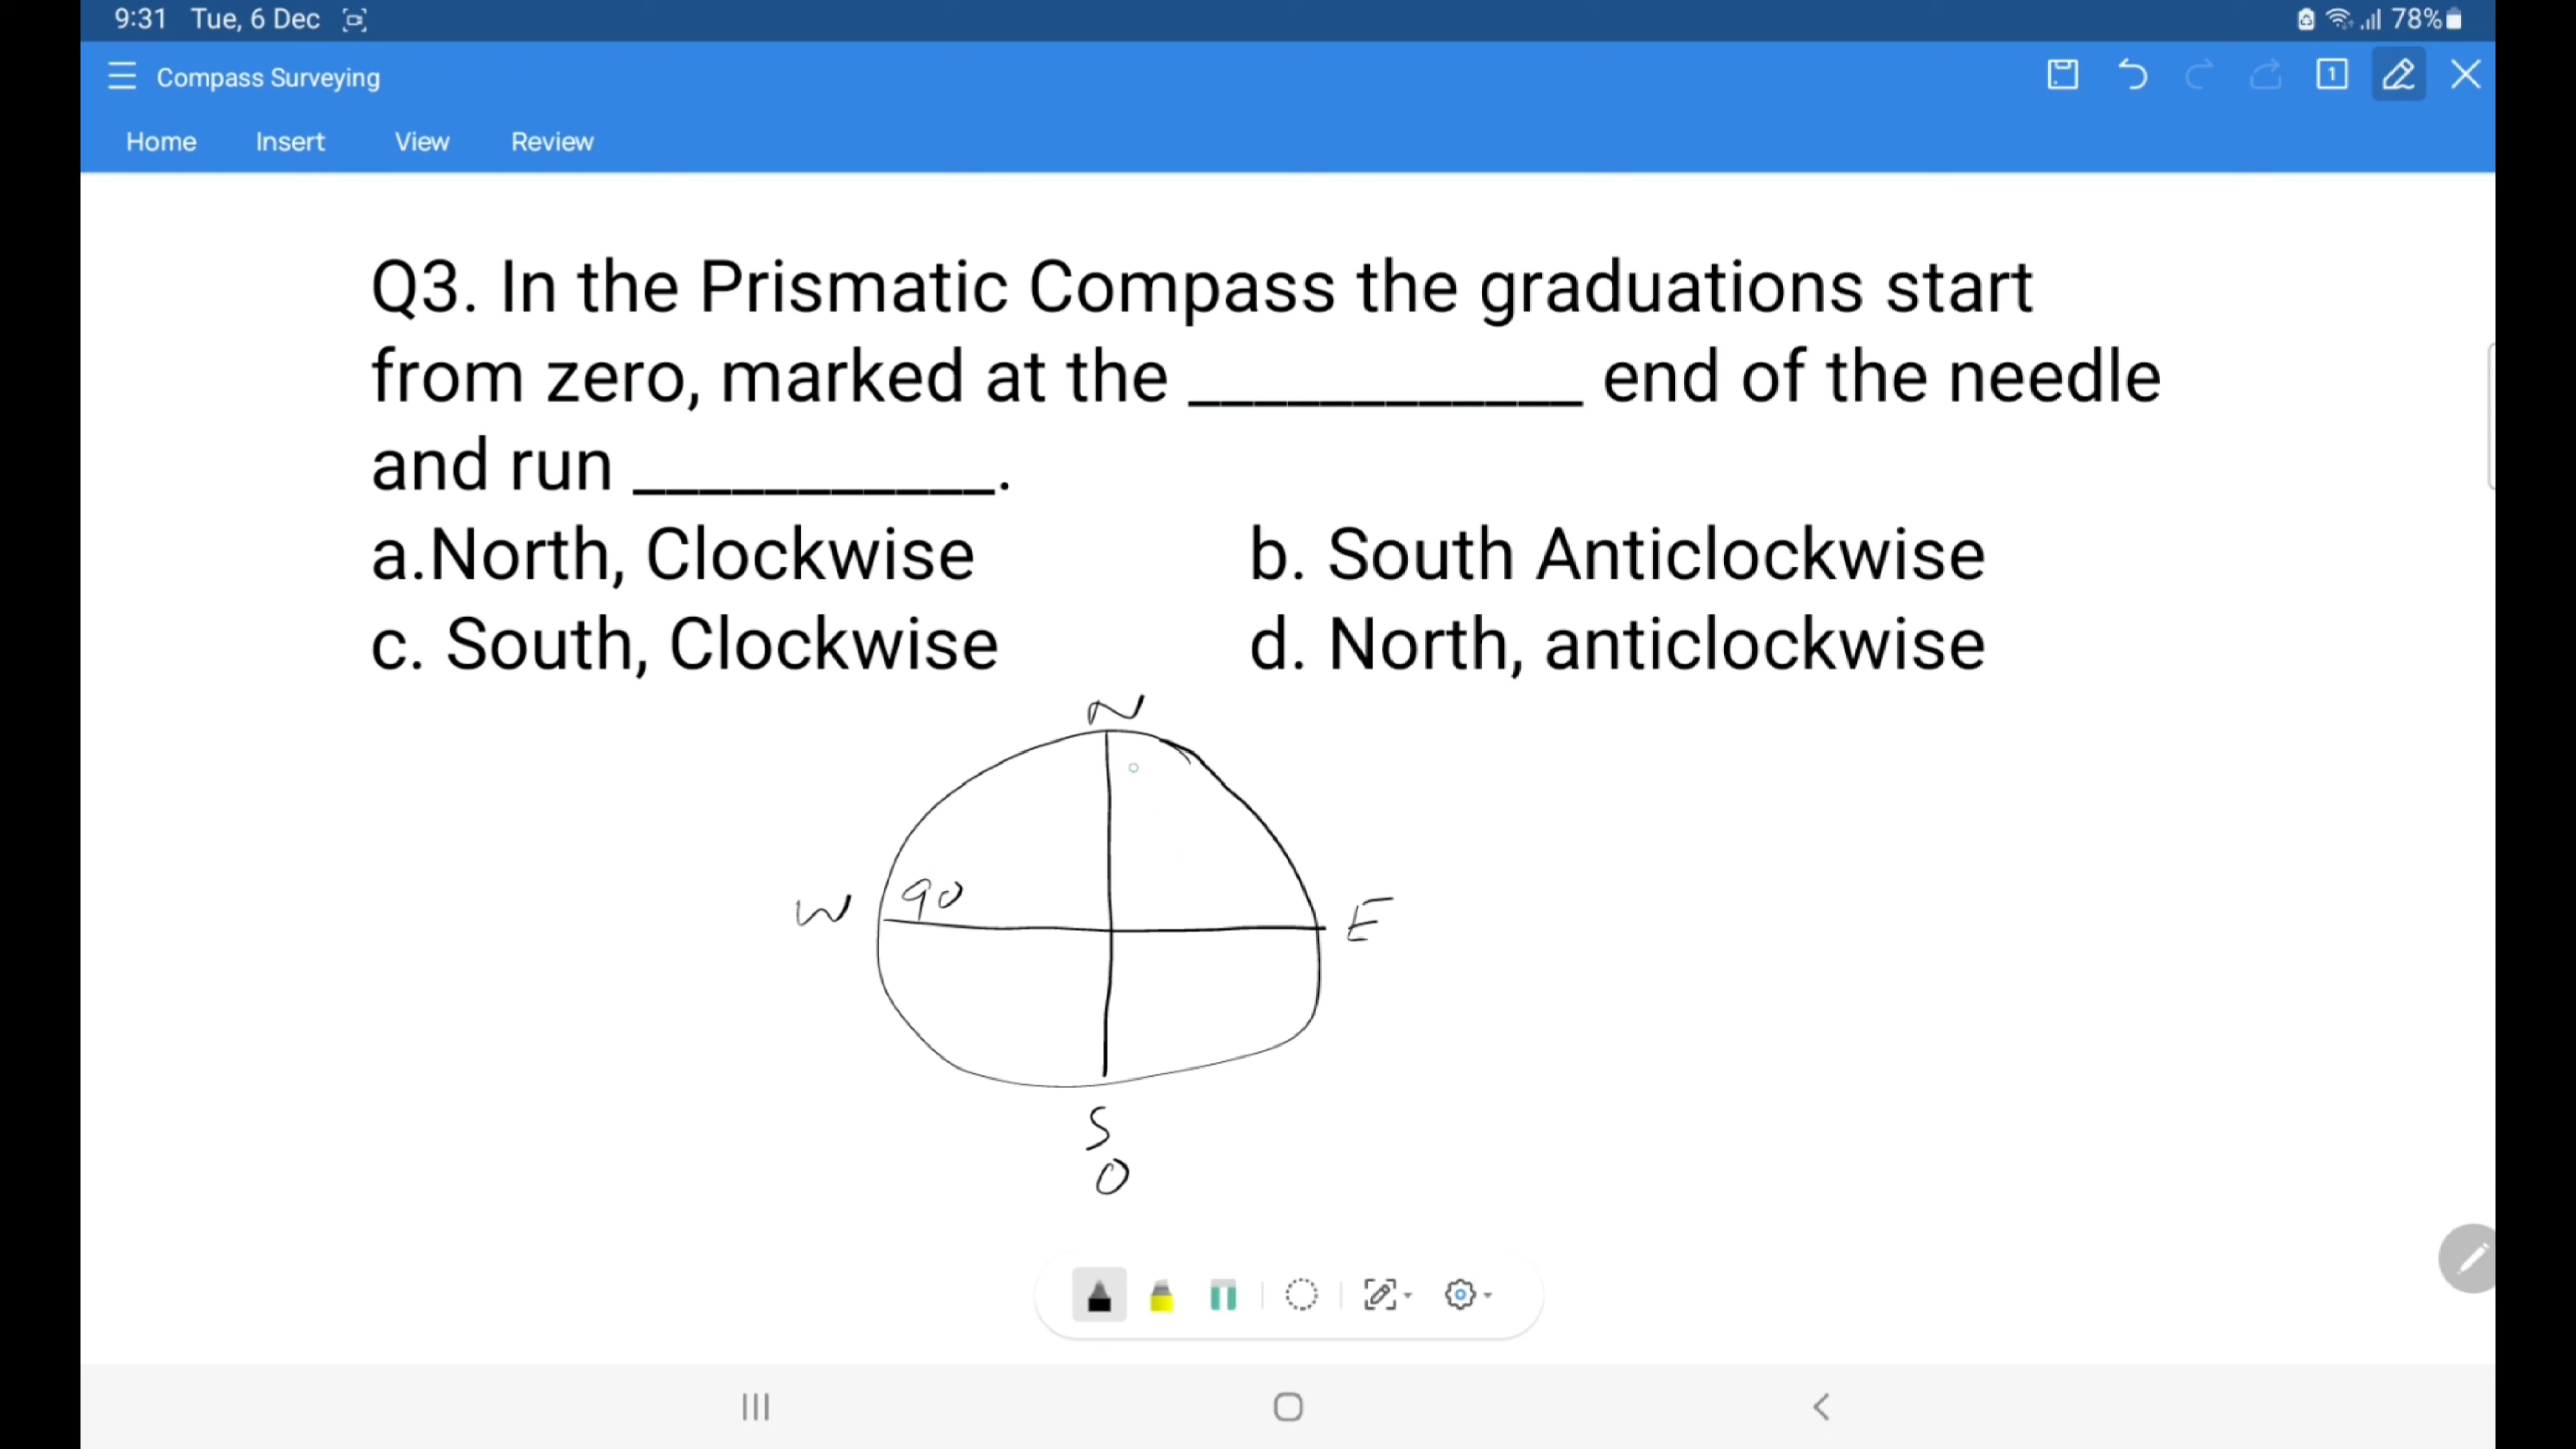 9:31 Tue, 6 Dec 78%
Compass Surveying 1
Home Insert View Review
Q3. In the Prismatic Compass the graduations start
from zero, marked at the ____________ end of the needle
and run ___________.
a.North, Clockwise b. South Anticlockwise
c. South, Clockwise d. North, anticlockwise
N
90
W E
S
0